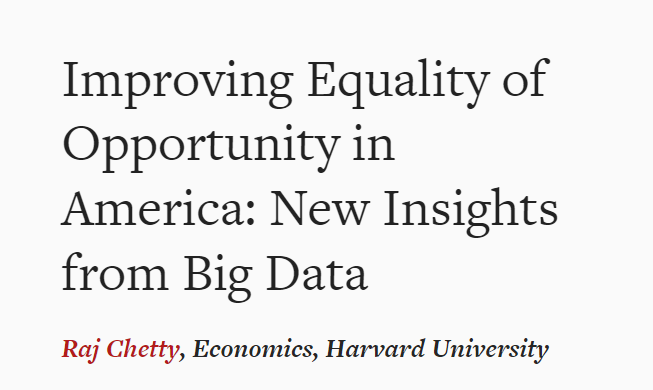 Improving Equality of
Opportunity in
America: New Insights
from Big Data
Raj Chetty, Economics, Harvard University